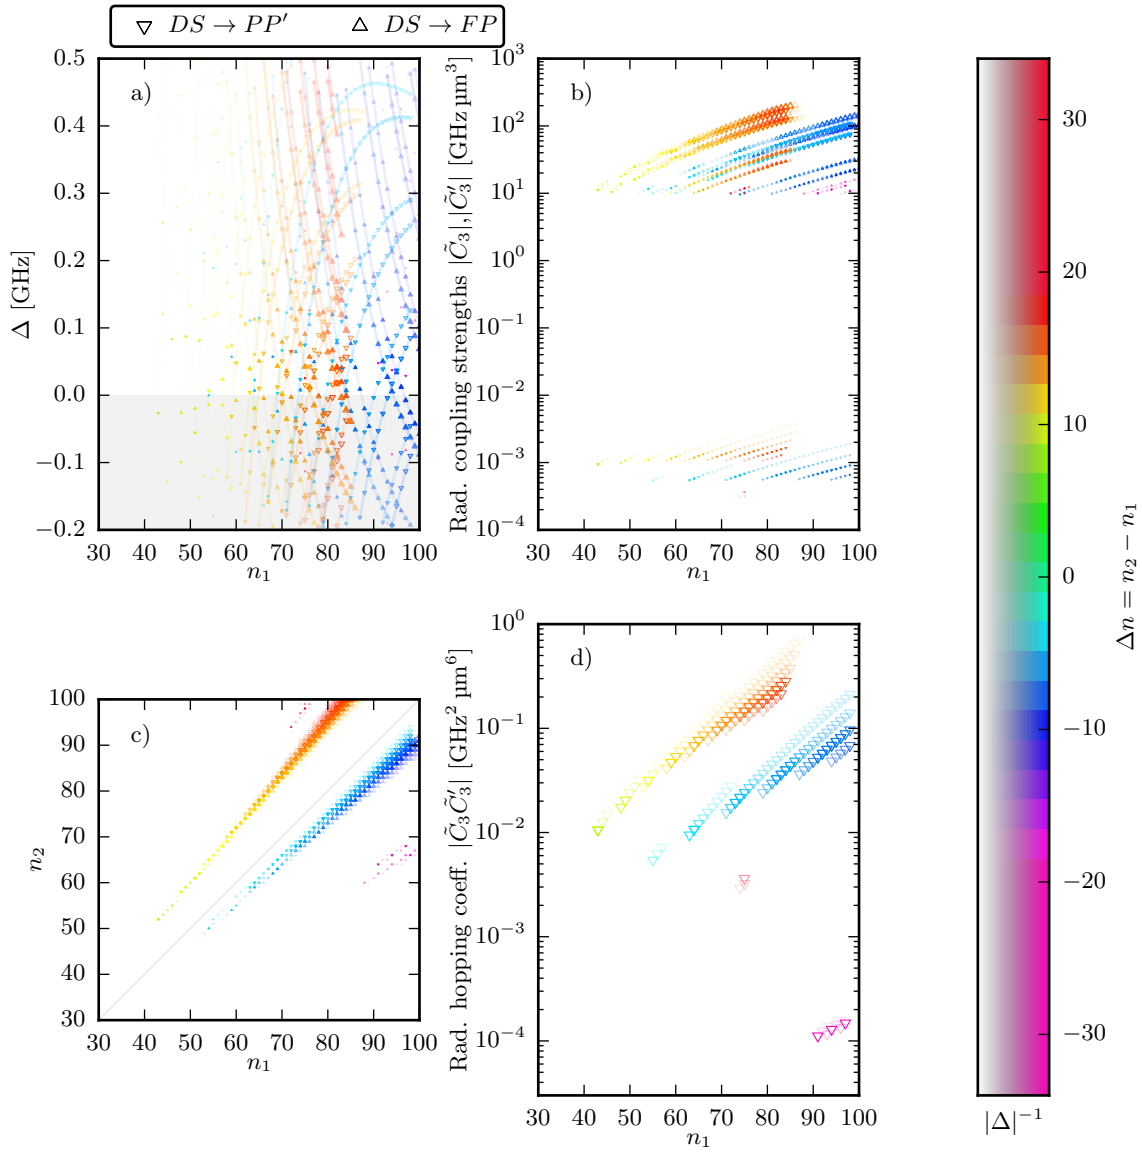 DS → PP′ DS → FP
a)
0.5
0.4
0.3
0.2
0.1
0.0
−0.1
−0.2
Δ [GHz]
30 40 50 60 70 80 90 100
n₁
b)
10³
10²
10¹
10⁰
10⁻¹
10⁻²
10⁻³
10⁻⁴
Rad. coupling strengths |C̃₃|,|C̃₃′| [GHz µm³]
30 40 50 60 70 80 90 100
n₁
c)
100
90
80
70
60
50
40
30
n₂
30 40 50 60 70 80 90 100
n₁
d)
10⁰
10⁻¹
10⁻²
10⁻³
10⁻⁴
Rad. hopping coeff. |C̃₃C̃₃′| [GHz² µm⁶]
30 40 50 60 70 80 90 100
n₁
30
20
10
0
−10
−20
−30
Δn = n₂ − n₁
|Δ|⁻¹